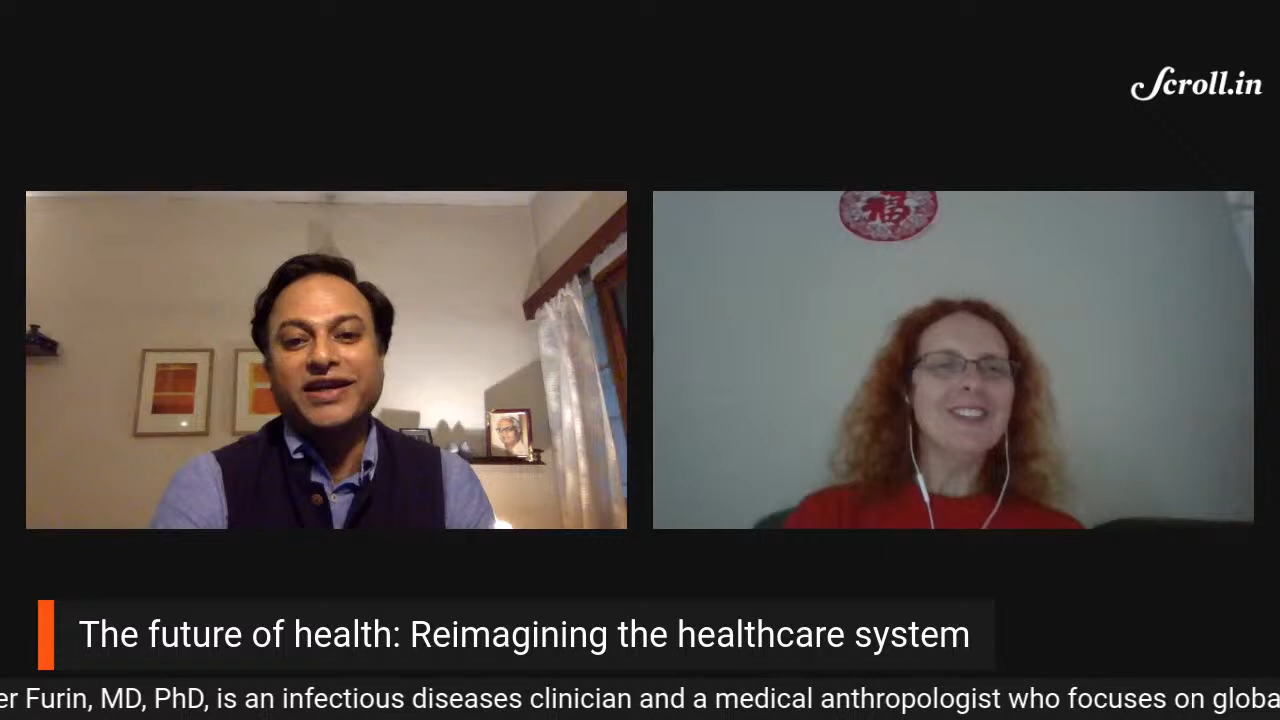 Scroll.in
福
The future of health: Reimagining the healthcare system
er Furin, MD, PhD, is an infectious diseases clinician and a medical anthropologist who focuses on globa